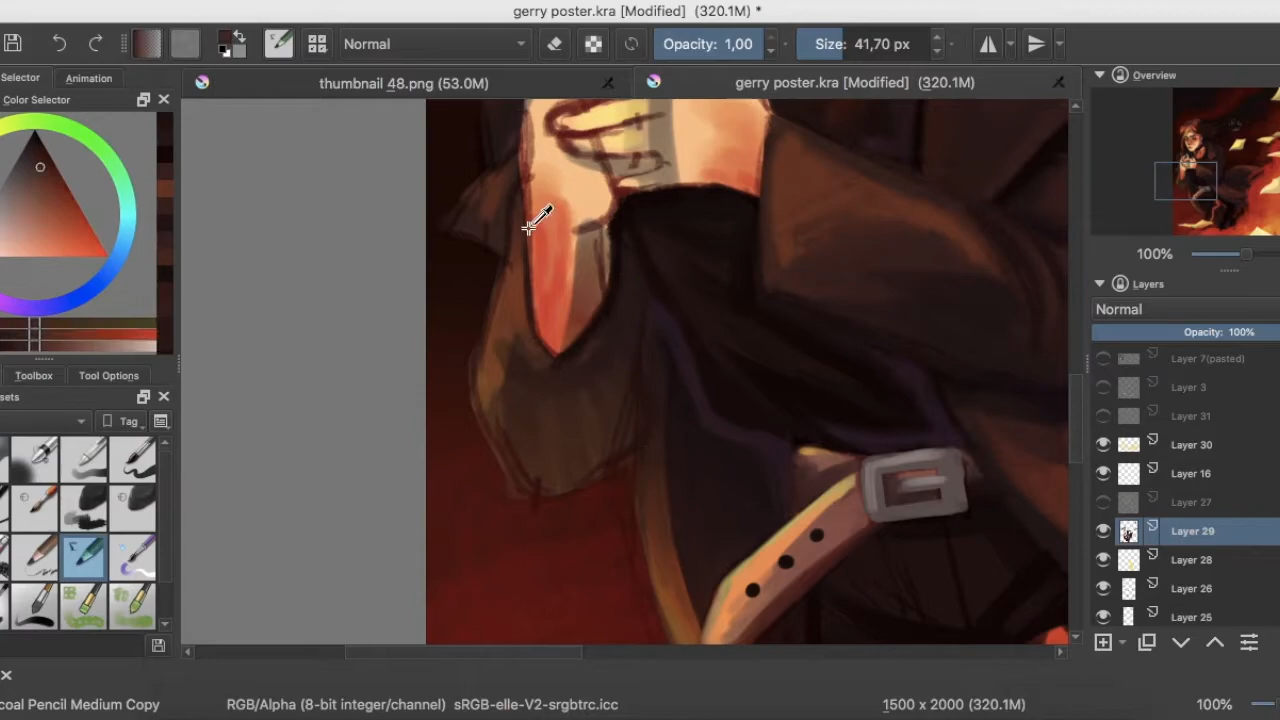 gerry poster.kra [Modified] (320.1M) *
Normal
Opacity: 1,00
Size: 41,70 px
Selector
Animation
thumbnail 48.png (53.0M)
gerry poster.kra [Modified] (320.1M)
Overview
Color Selector
100%
Layers
Normal
Opacity: 100%
Layer 7(pasted)
Toolbox
Tool Options
Layer 3
sets
Tag
Layer 31
Layer 30
Layer 16
Layer 27
Layer 29
Layer 28
Layer 26
Layer 25
coal Pencil Medium Copy
RGB/Alpha (8-bit integer/channel) sRGB-elle-V2-srgbtrc.icc
1500 x 2000 (320.1M)
100%